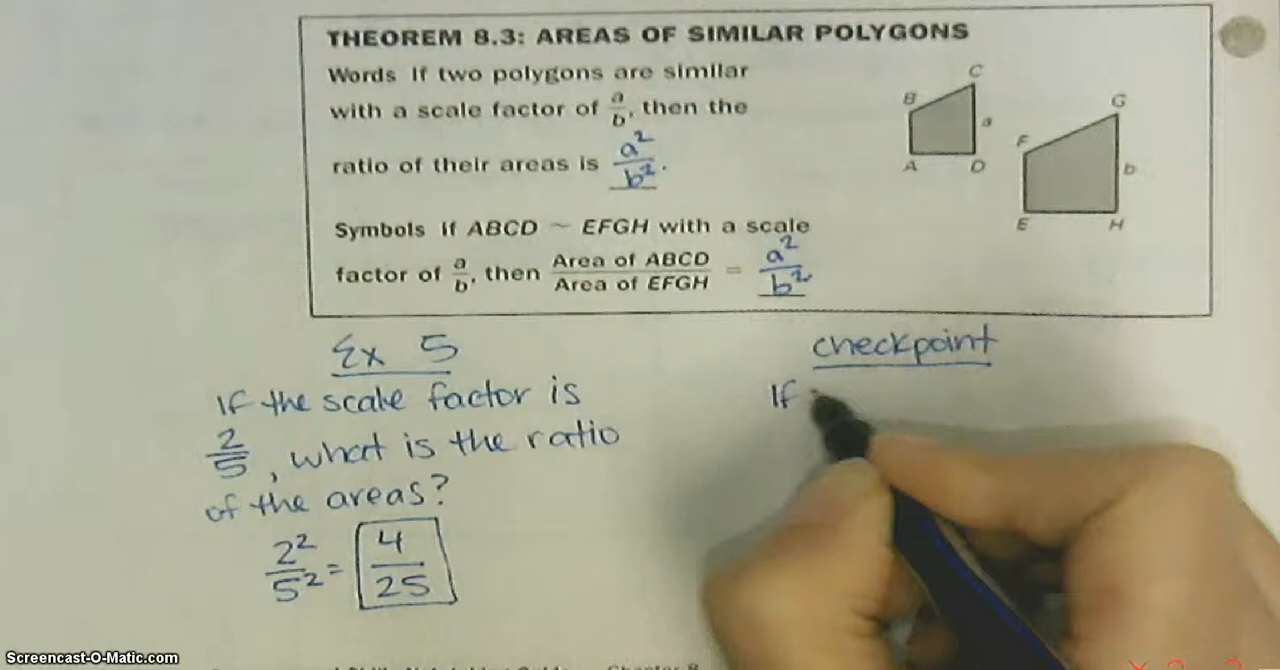 THEOREM 8.3: AREAS OF SIMILAR POLYGONS
Words If two polygons are similar
with a scale factor of a/b, then the
ratio of their areas is a²/b².
Symbols If ABCD ~ EFGH with a scale
factor of a/b, then Area of ABCD/Area of EFGH = a²/b²
B
C
a
A
D
F
G
b
E
H
Ex 5
If the scale factor is
2/5, what is the ratio
of the areas?
2²/5² = 4/25
checkpoint
If
Screencast-O-Matic.com